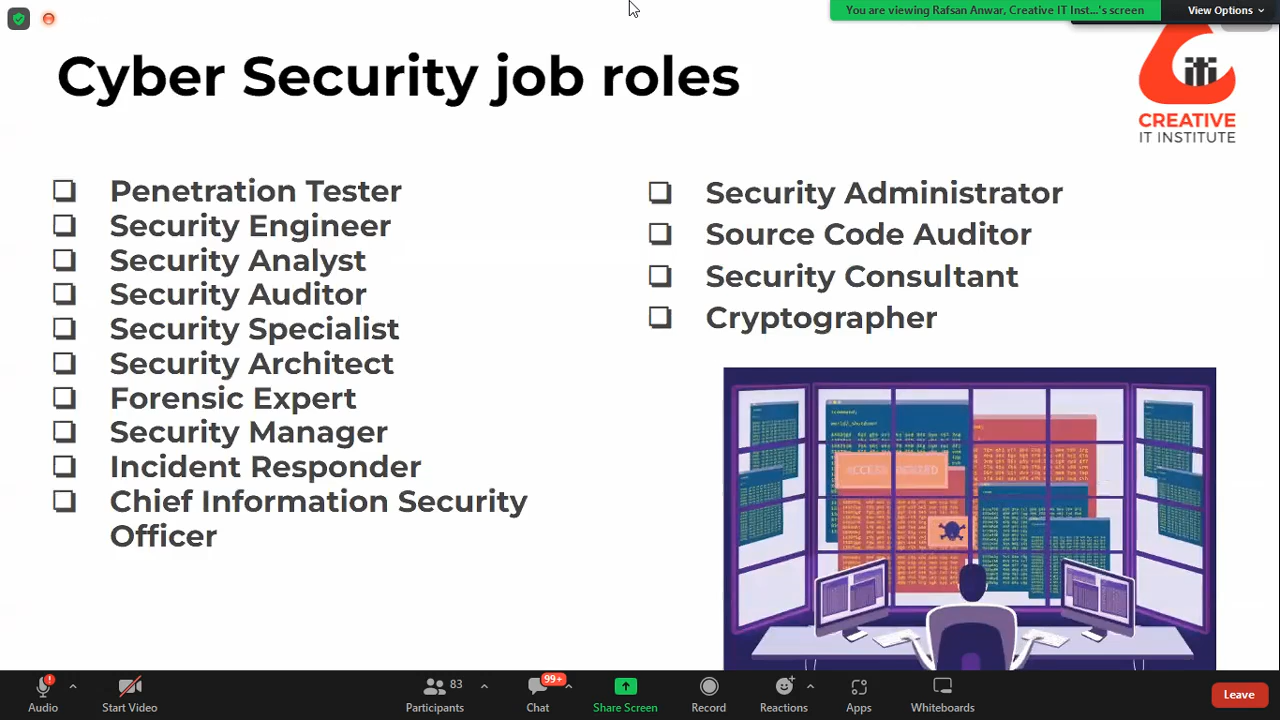 You are viewing Rafsan Anwar, Creative IT Inst...'s screen
View Options
Cyber Security job roles
iti
CREATIVE
IT INSTITUTE
Penetration Tester
Security Engineer
Security Analyst
Security Auditor
Security Specialist
Security Architect
Forensic Expert
Security Manager
Incident Responder
Chief Information Security
Officer
Security Administrator
Source Code Auditor
Security Consultant
Cryptographer
Audio
Start Video
83
Participants
99+
Chat
Share Screen
Record
Reactions
Apps
Whiteboards
Leave